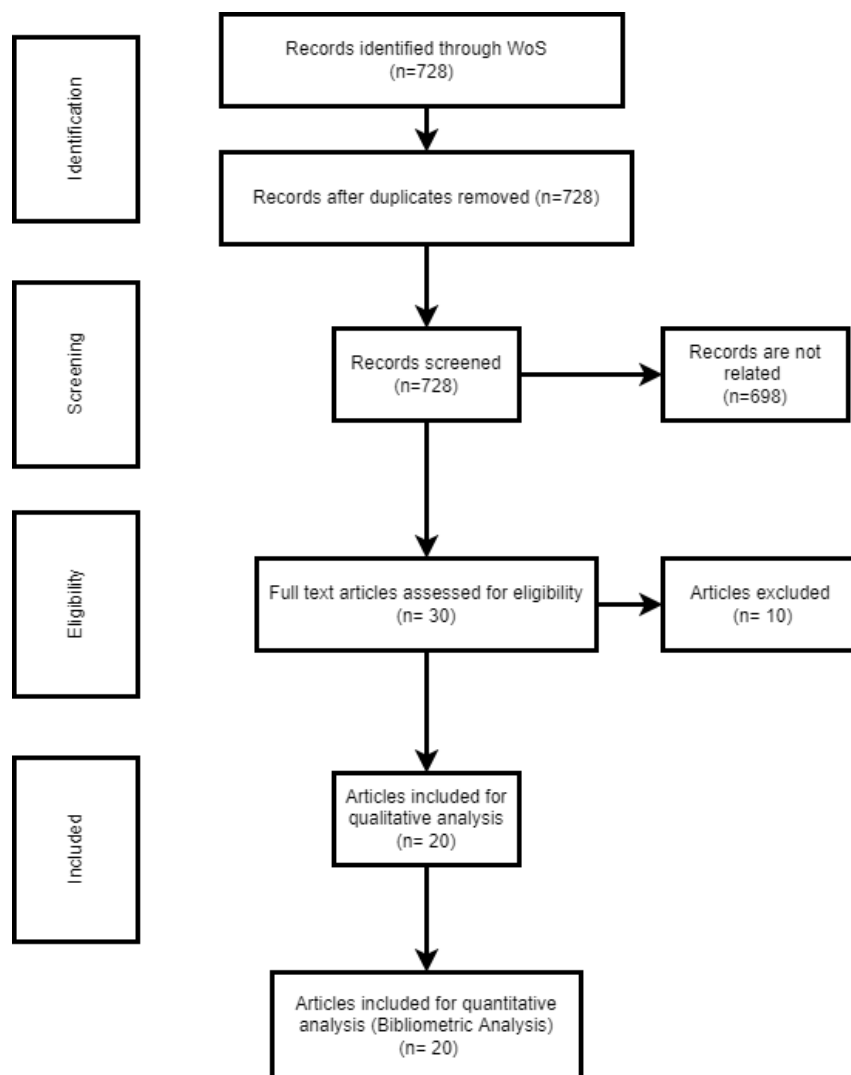 Identification
Records identified through WoS
(n=728)
Records after duplicates removed (n=728)
Screening
Records screened
(n=728)
Records are not
related
(n=698)
Eligibility
Full text articles assessed for eligibility
(n= 30)
Articles excluded
(n= 10)
Included
Articles included for
qualitative analysis
(n= 20)
Articles included for quantitative
analysis (Bibliometric Analysis)
(n= 20)